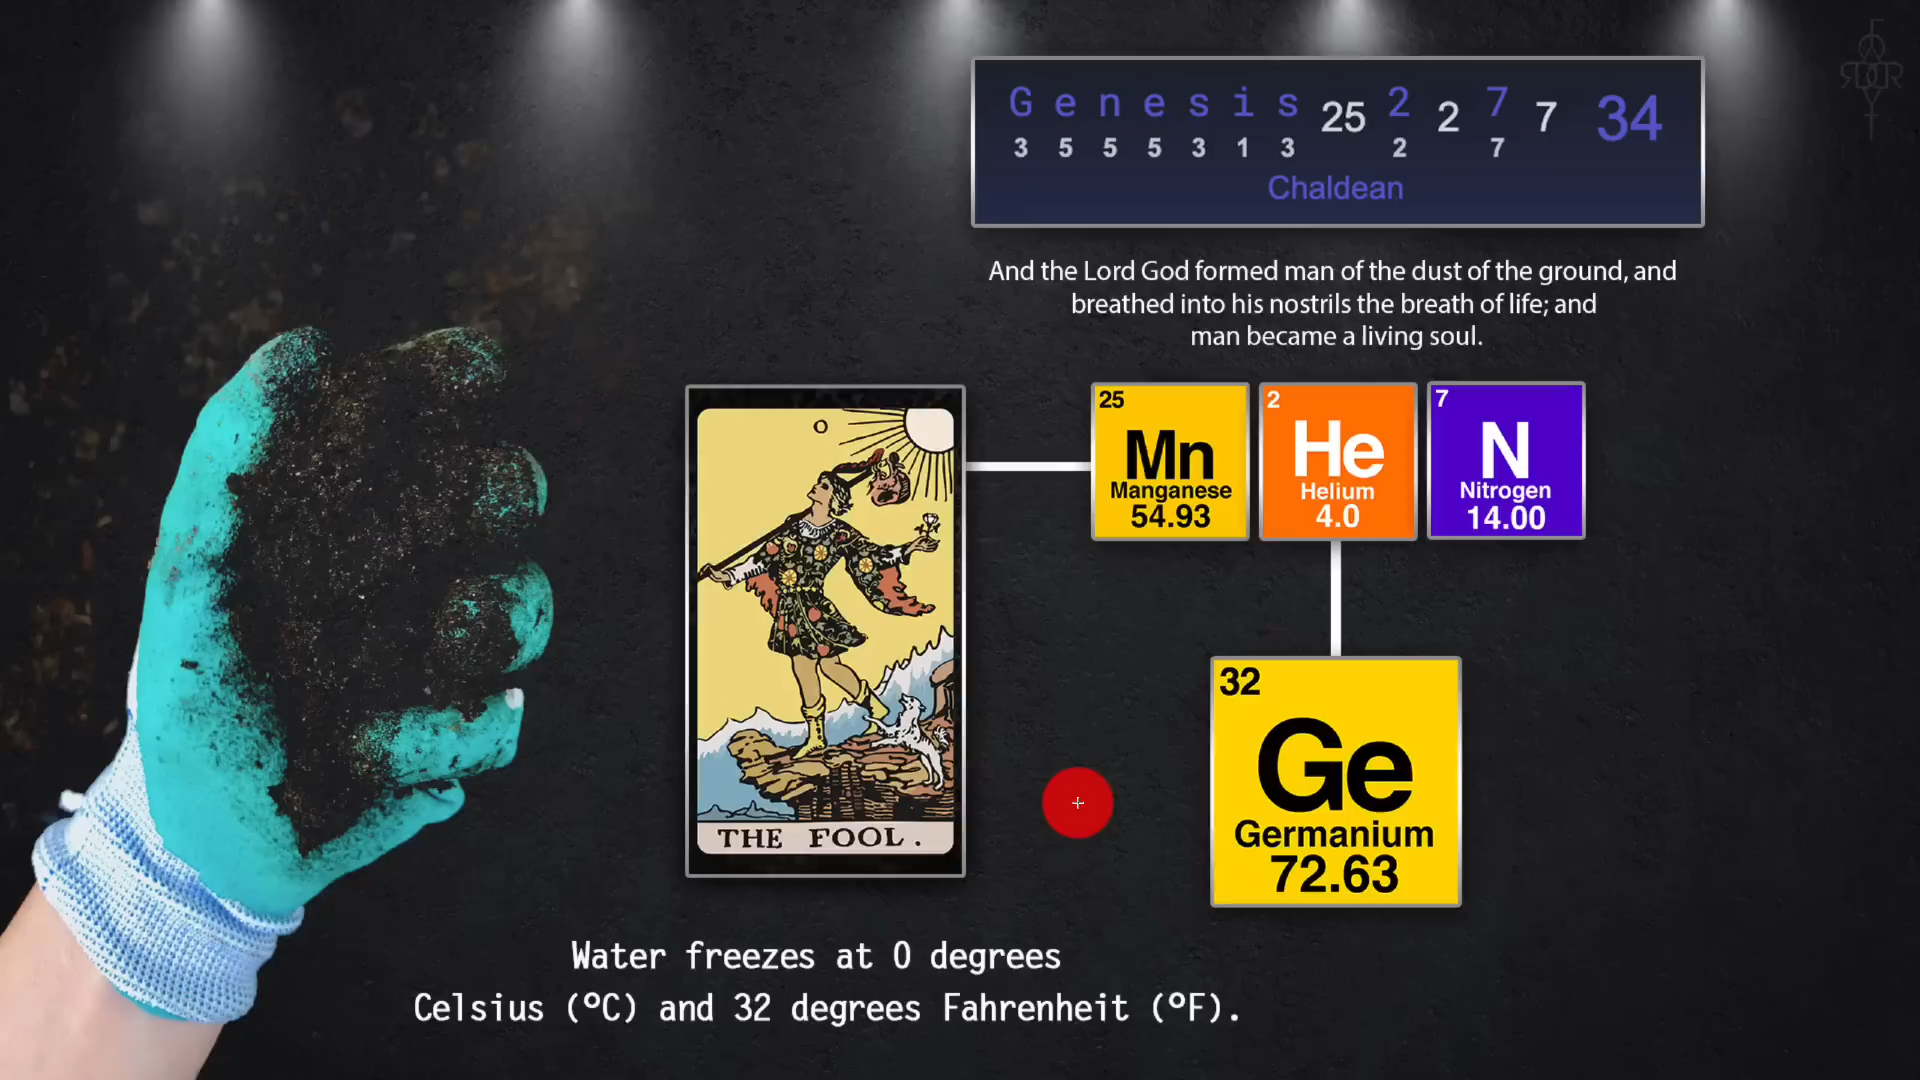 G e n e s i s 25 2 2 7 7 34
3 5 5 5 3 1 3 2 7
Chaldean
And the Lord God formed man of the dust of the ground, and
breathed into his nostrils the breath of life; and
man became a living soul.
O
THE FOOL.
25
Mn
Manganese
54.93
2
He
Helium
4.0
7
N
Nitrogen
14.00
32
Ge
Germanium
72.63
Water freezes at 0 degrees
Celsius (°C) and 32 degrees Fahrenheit (°F).